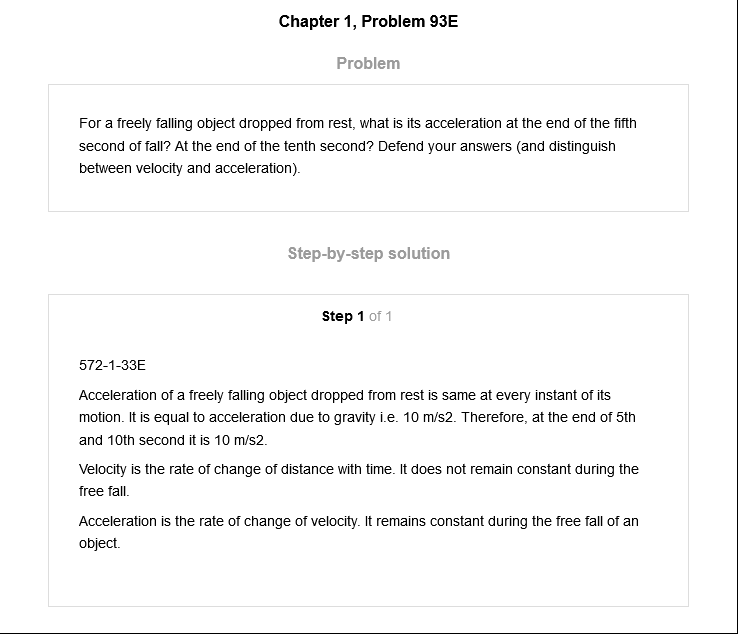 Chapter 1, Problem 93E
Problem
For a freely falling object dropped from rest, what is its acceleration at the end of the fifth
second of fall? At the end of the tenth second? Defend your answers (and distinguish
between velocity and acceleration).
Step-by-step solution
Step 1 of 1
572-1-33E
Acceleration of a freely falling object dropped from rest is same at every instant of its
motion. It is equal to acceleration due to gravity i.e. 10 m/s2. Therefore, at the end of 5th
and 10th second it is 10 m/s2.
Velocity is the rate of change of distance with time. It does not remain constant during the
free fall.
Acceleration is the rate of change of velocity. It remains constant during the free fall of an
object.